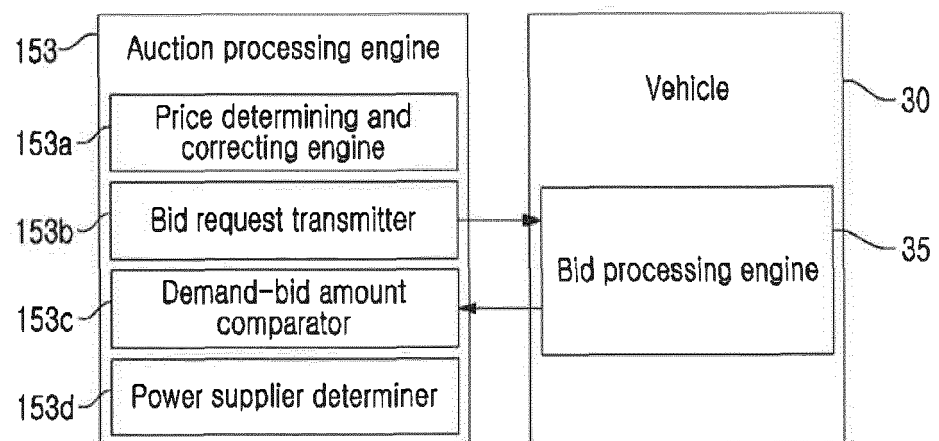 153
Auction processing engine
153a
Price determining and
correcting engine
153b
Bid request transmitter
153c
Demand-bid amount
comparator
153d
Power supplier determiner
Vehicle
30
Bid processing engine
35